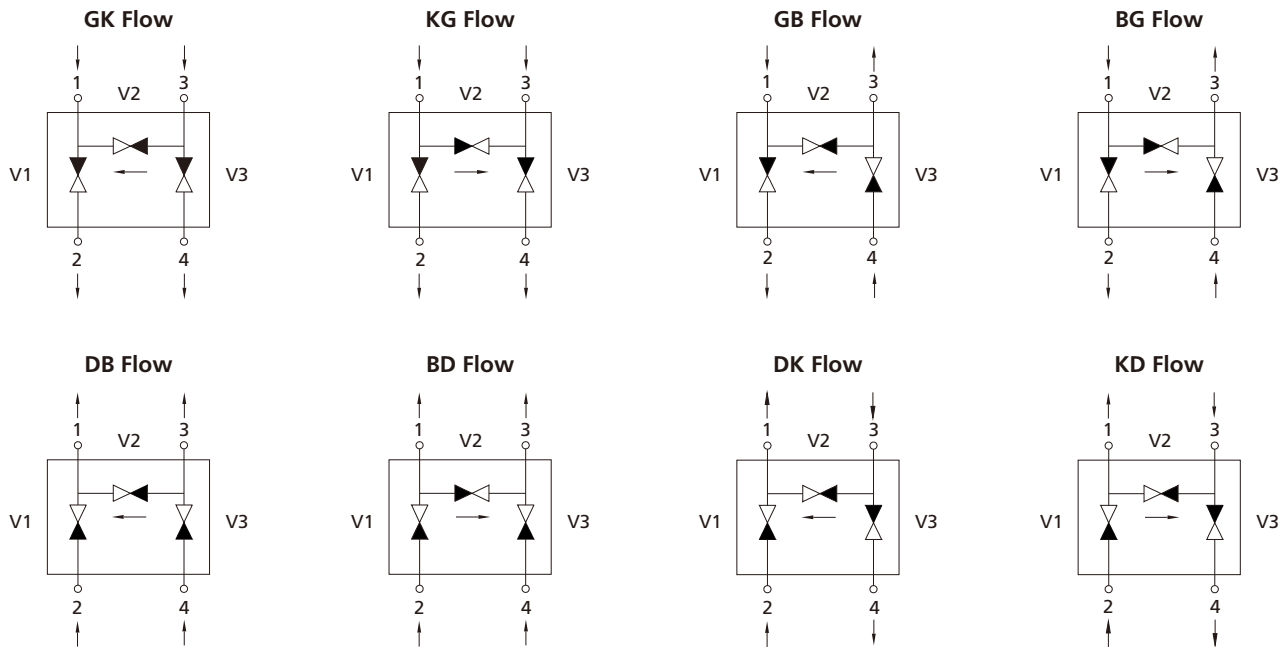 GK Flow
KG Flow
GB Flow
BG Flow
1 3
V2
V1 V3
2 4
1 3
V2
V1 V3
2 4
1 3
V2
V1 V3
2 4
1 3
V2
V1 V3
2 4
DB Flow
BD Flow
DK Flow
KD Flow
1 3
V2
V1 V3
2 4
1 3
V2
V1 V3
2 4
1 3
V2
V1 V3
2 4
1 3
V2
V1 V3
2 4